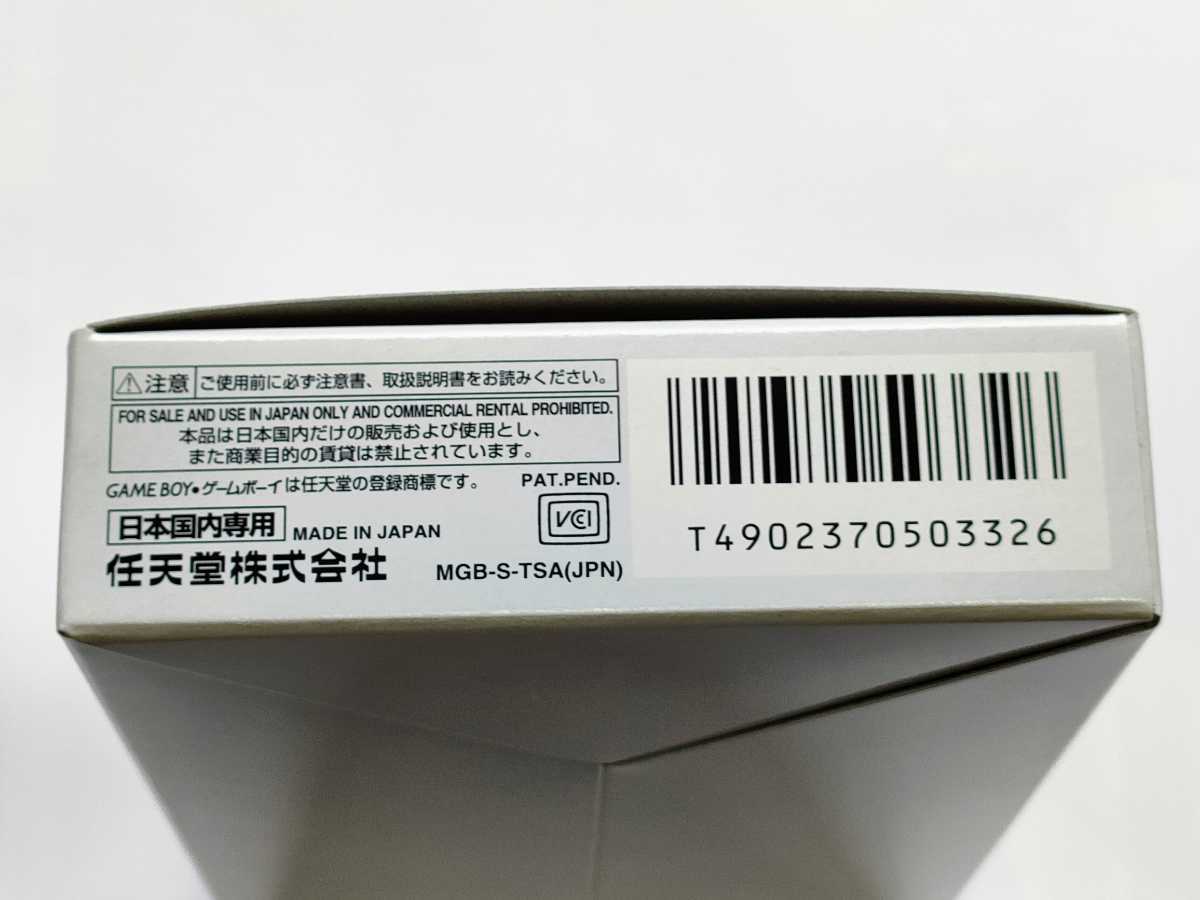 注意 ご使用前に必ず注意書、取扱説明書をお読みください。
FOR SALE AND USE IN JAPAN ONLY AND COMMERCIAL RENTAL PROHIBITED.
本品は日本国内だけの販売および使用とし、
また商業目的の賃貸は禁止されています。
GAME BOY•ゲームボーイは任天堂の登録商標です。
PAT.PEND.
VCCI
日本国内専用 MADE IN JAPAN
任天堂株式会社
MGB-S-TSA(JPN)
T4902370503326